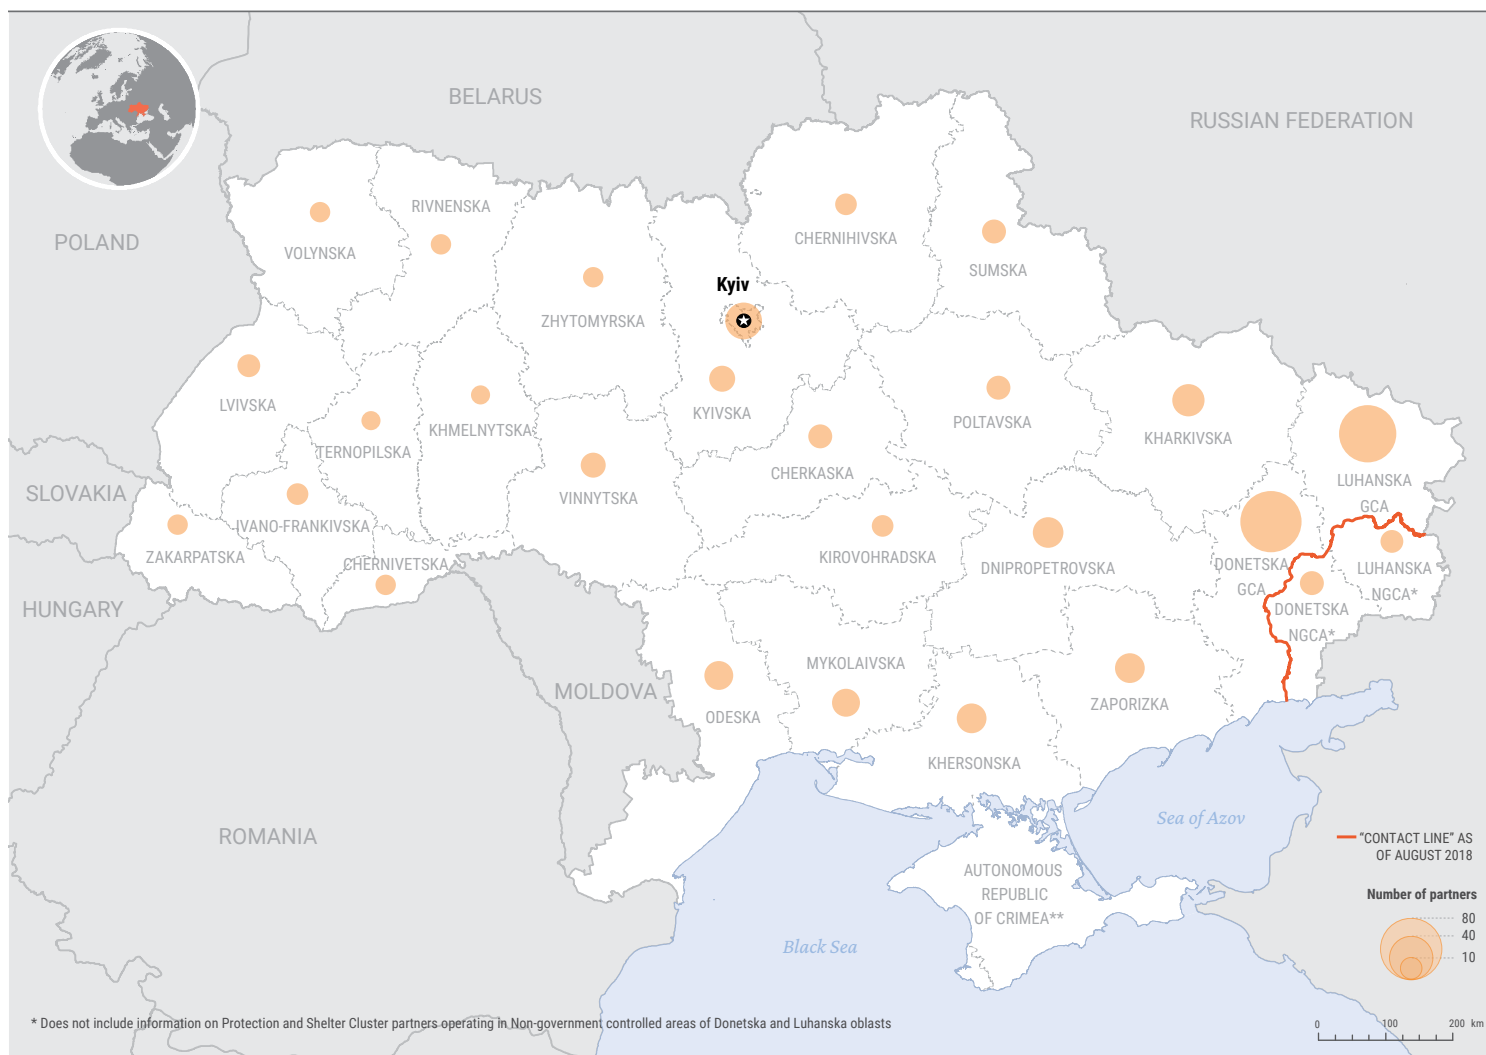 BELARUS
RUSSIAN FEDERATION
POLAND
RIVNENSKA
VOLYNSKA
CHERNIHIVSKA
SUMSKA
Kyiv
ZHYTOMYRSKA
LVIVSKA
KYIVSKA
KHMELNYTSKA
TERNOPILSKA
POLTAVSKA
KHARKIVSKA
CHERKASKA
LUHANSKA
GCA
SLOVAKIA
VINNYTSKA
IVANO-FRANKIVSKA
ZAKARPATSKA
CHERNIVETSKA
KIROVOHRADSKA
DNIPROPETROVSKA
DONETSKA
GCA
LUHANSKA
NGCA*
DONETSKA
NGCA*
HUNGARY
MOLDOVA
MYKOLAIVSKA
ODESKA
ZAPORIZKA
KHERSONSKA
ROMANIA
Sea of Azov
AUTONOMOUS
REPUBLIC
OF CRIMEA**
Black Sea
"CONTACT LINE" AS
OF AUGUST 2018
Number of partners
80
40
10
* Does not include information on Protection and Shelter Cluster partners operating in Non-government controlled areas of Donetska and Luhanska oblasts
0 100 200 km